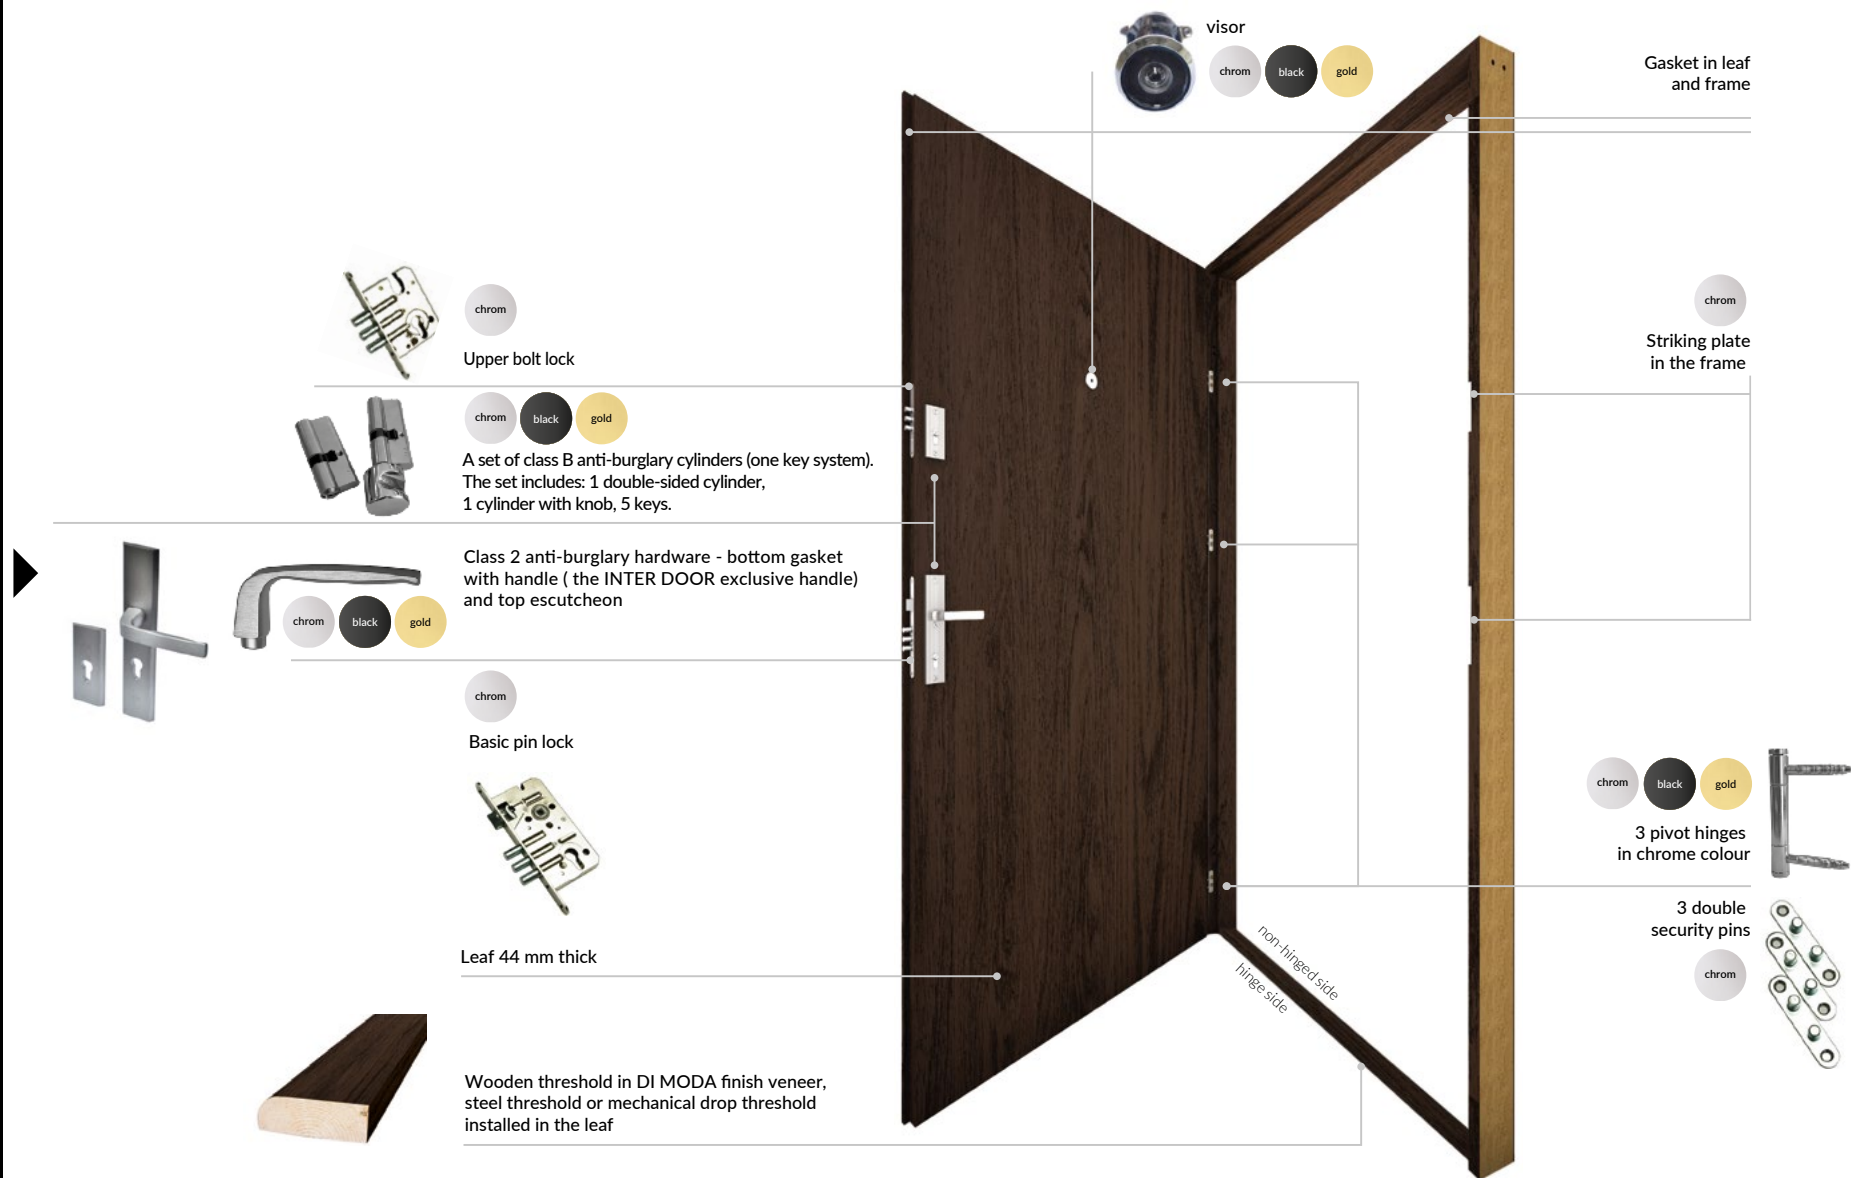 visor
chrom
black
gold
Gasket in leaf
and frame
chrom
Upper bolt lock
chrom
black
gold
A set of class B anti-burglary cylinders (one key system).
The set includes: 1 double-sided cylinder,
1 cylinder with knob, 5 keys.
Class 2 anti-burglary hardware - bottom gasket
with handle ( the INTER DOOR exclusive handle)
and top escutcheon
chrom
black
gold
chrom
Basic pin lock
Leaf 44 mm thick
Wooden threshold in DI MODA finish veneer,
steel threshold or mechanical drop threshold
installed in the leaf
chrom
Striking plate
in the frame
chrom
black
gold
3 pivot hinges
in chrome colour
3 double
security pins
chrom
non-hinged side
hinge side